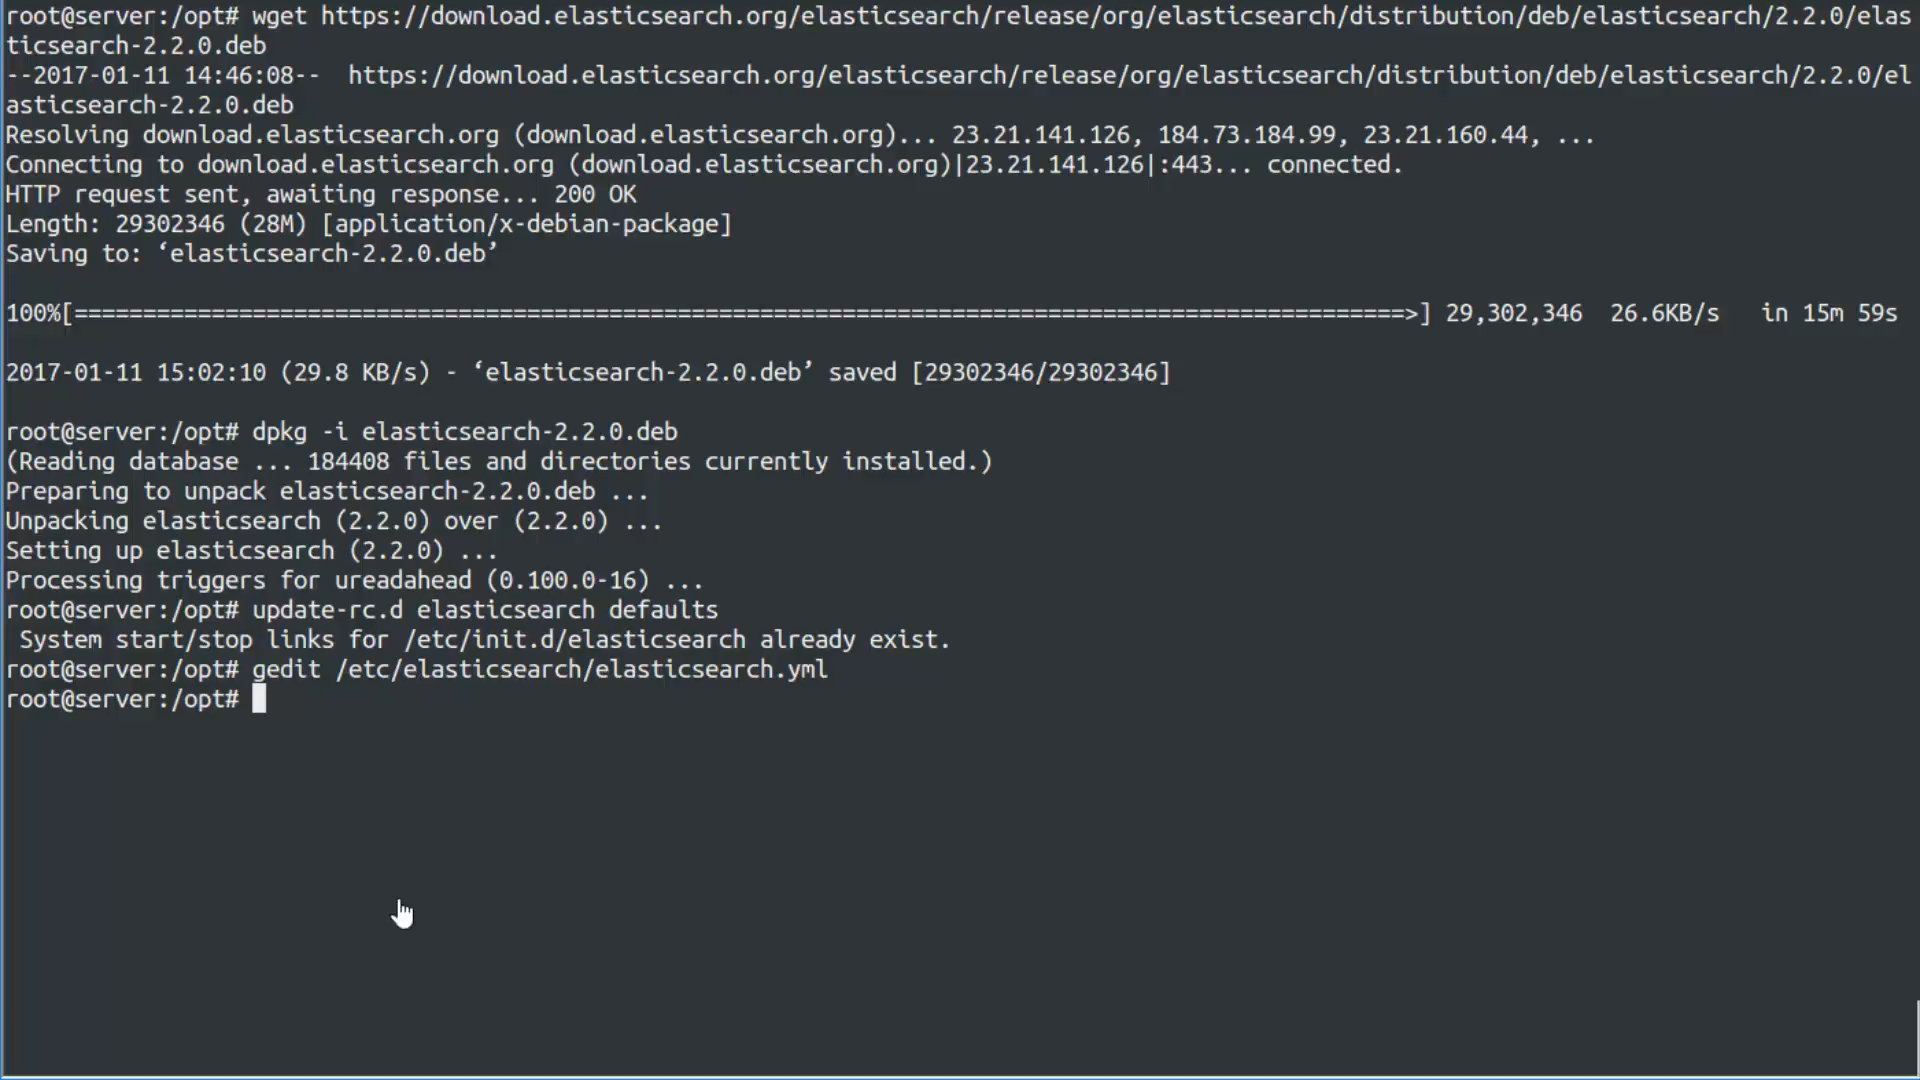 root@server:/opt# wget https://download.elasticsearch.org/elasticsearch/release/org/elasticsearch/distribution/deb/elasticsearch/2.2.0/elas
ticsearch-2.2.0.deb
--2017-01-11 14:46:08--  https://download.elasticsearch.org/elasticsearch/release/org/elasticsearch/distribution/deb/elasticsearch/2.2.0/el
asticsearch-2.2.0.deb
Resolving download.elasticsearch.org (download.elasticsearch.org)... 23.21.141.126, 184.73.184.99, 23.21.160.44, ...
Connecting to download.elasticsearch.org (download.elasticsearch.org)|23.21.141.126|:443... connected.
HTTP request sent, awaiting response... 200 OK
Length: 29302346 (28M) [application/x-debian-package]
Saving to: ‘elasticsearch-2.2.0.deb’
100%[=================================================================================================>] 29,302,346  26.6KB/s   in 15m 59s
2017-01-11 15:02:10 (29.8 KB/s) - ‘elasticsearch-2.2.0.deb’ saved [29302346/29302346]
root@server:/opt# dpkg -i elasticsearch-2.2.0.deb
(Reading database ... 184408 files and directories currently installed.)
Preparing to unpack elasticsearch-2.2.0.deb ...
Unpacking elasticsearch (2.2.0) over (2.2.0) ...
Setting up elasticsearch (2.2.0) ...
Processing triggers for ureadahead (0.100.0-16) ...
root@server:/opt# update-rc.d elasticsearch defaults
 System start/stop links for /etc/init.d/elasticsearch already exist.
root@server:/opt# gedit /etc/elasticsearch/elasticsearch.yml
root@server:/opt#